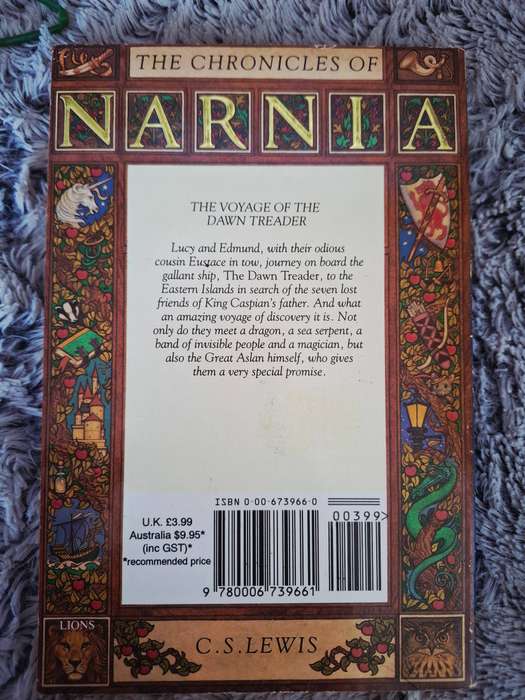 THE CHRONICLES OF
NARNIA
THE VOYAGE OF THE
DAWN TREADER
Lucy and Edmund, with their odious
cousin Eustace in tow, journey on board the
gallant ship, The Dawn Treader, to the
Eastern Islands in search of the seven lost
friends of King Caspian's father. And what
an amazing voyage of discovery it is. Not
only do they meet a dragon, a sea serpent, a
band of invisible people and a magician, but
also the Great Aslan himself, who gives
them a very special promise.
ISBN 0-00-673966-0
00399>
U.K. £3.99
Australia $9.95*
(inc GST)*
*recommended price
9 780006 739661
LIONS
C.S. LEWIS